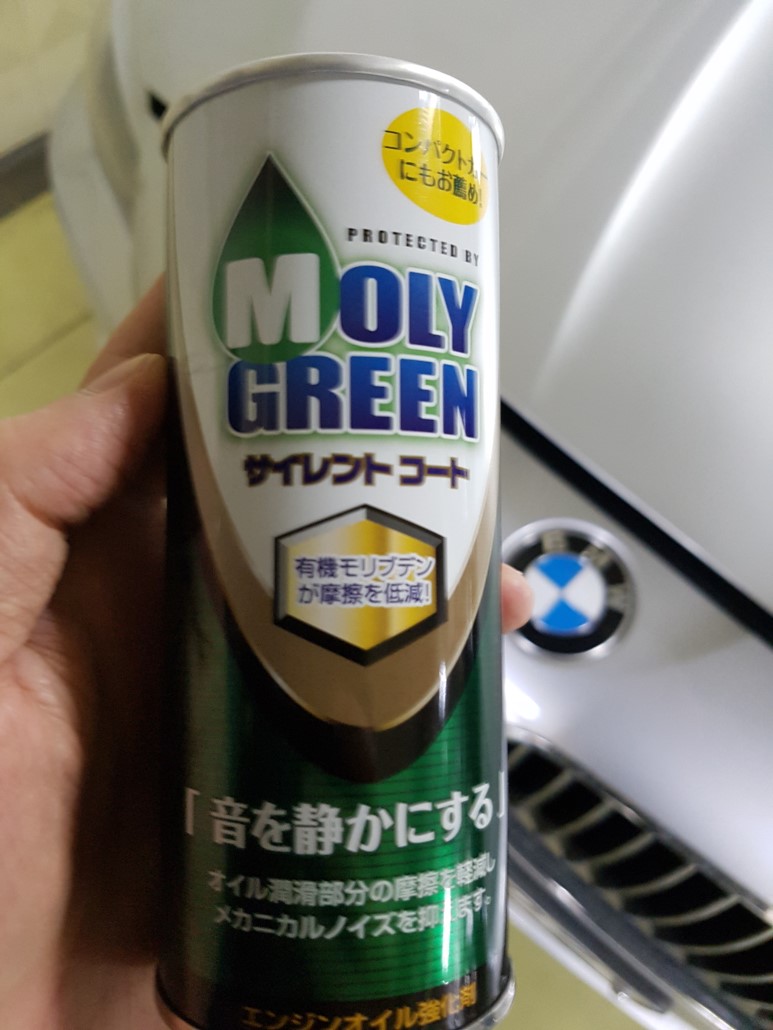 コンパクトカー
にもお薦め!
PROTECTED BY
MOLY
GREEN
サイレント コート
有機モリブデン
が摩擦を低減!
「音を静かにする」
オイル潤滑部分の摩擦を軽減し
メカニカルノイズを抑えます。
エンジンオイル強化剤
BMW